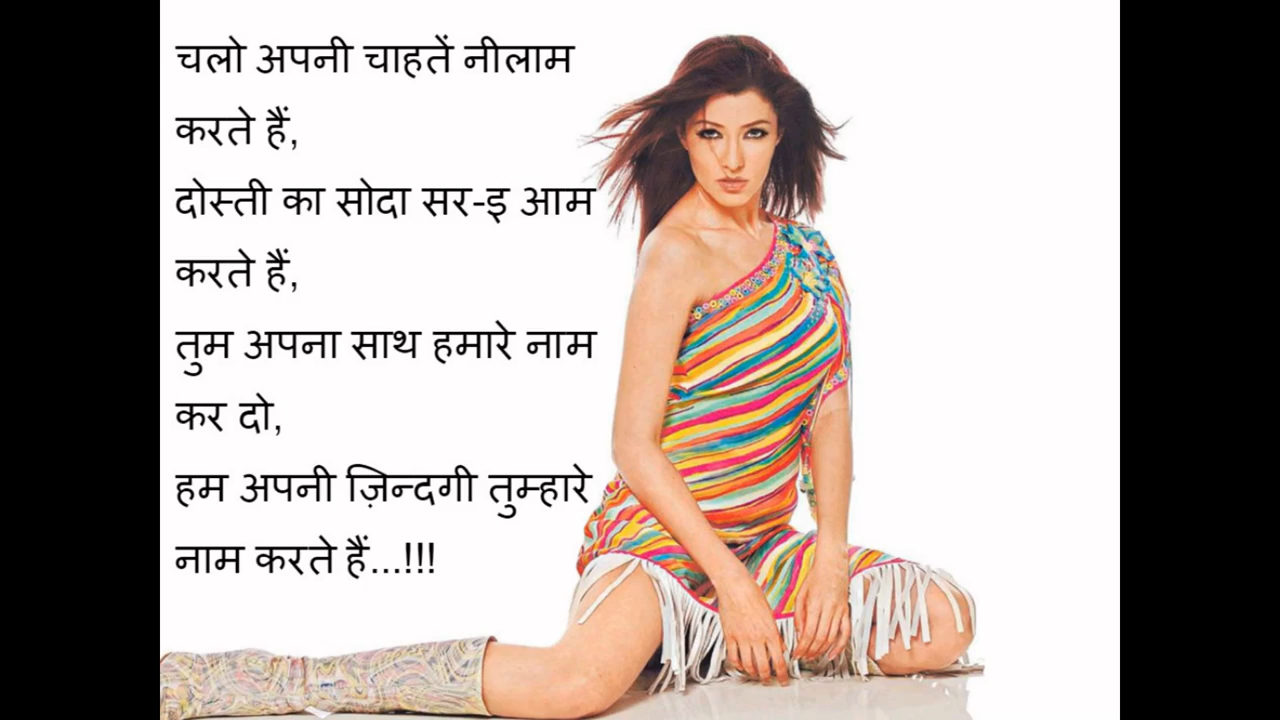 चलो अपनी चाहतें नीलाम
करते हैं,
दोस्ती का सोदा सर-इ आम
करते हैं,
तुम अपना साथ हमारे नाम
कर दो,
हम अपनी ज़िन्दगी तुम्हारे
नाम करते हैं...!!!